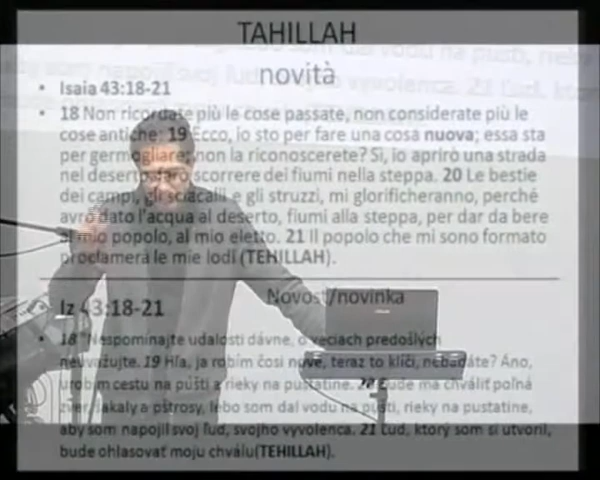 TAHILLAH
novità
• Isaia 43:18-21
• 18 Non ricordate più le cose passate, non considerate più le
cose antiche; 19 Ecco, io sto per fare una cosa nuova; essa sta
per germogliare; non la riconoscerete? Sì, io aprirò una strada
nel deserto, farò scorrere dei fiumi nella steppa. 20 Le bestie
dei campi, gli sciacalli e gli struzzi, mi glorificheranno, perché
avrò dato l'acqua al deserto, fiumi alla steppa, per dar da bere
al mio popolo, al mio eletto. 21 Il popolo che mi sono formato
proclamerà le mie lodi (TEHILLAH).
Novosť/novinka
• Iz 43:18-21
• 18 "Nespomínajte udalosti dávne, o veciach predošlých
neuvažujte. 19 Hľa, ja robím čosi nové, teraz to klíči, nebadáte? Áno,
urobím cestu na púšti a rieky na pustatine. 20 Bude ma chváliť poľná
zver, šakaly a pštrosy, lebo som dal vodu na púšti, rieky na pustatine,
aby som napojil svoj ľud, svojho vyvolenca. 21 Ľud, ktorý som si utvoril,
bude ohlasovať moju chválu(TEHILLAH).